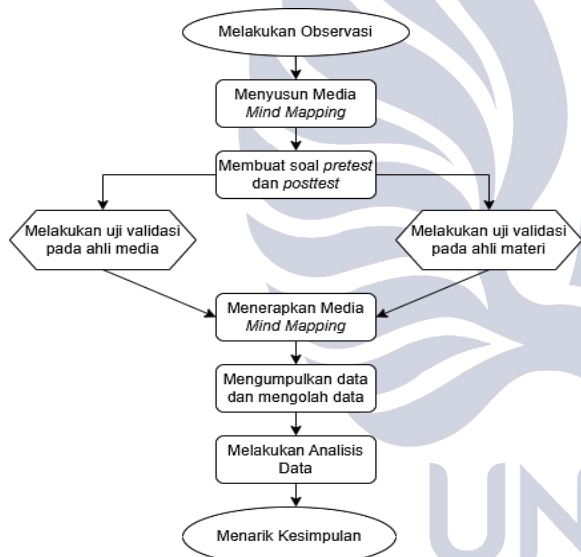 Melakukan Observasi
Menyusun Media
Mind Mapping
Membuat soal pretest
dan posttest
Melakukan uji validasi
pada ahli media
Melakukan uji validasi
pada ahli materi
Menerapkan Media
Mind Mapping
Mengumpulkan data
dan mengolah data
Melakukan Analisis
Data
Menarik Kesimpulan
UN